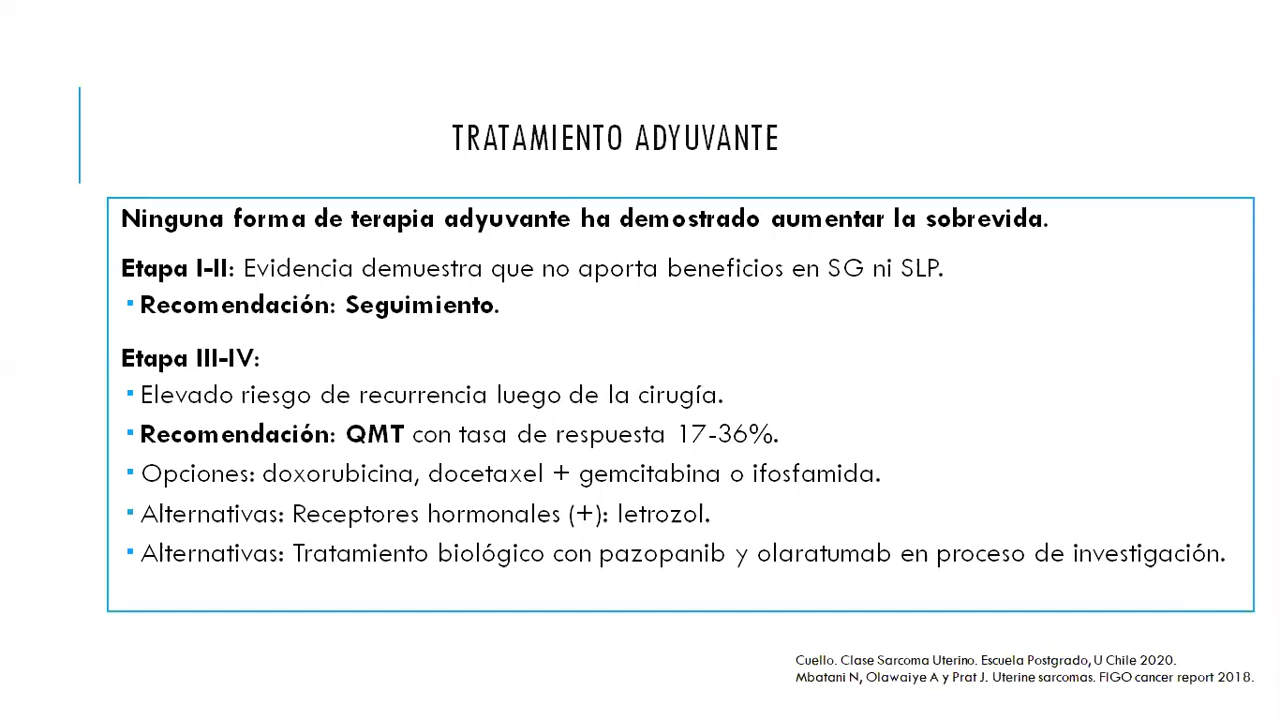 TRATAMIENTO ADYUVANTE
Ninguna forma de terapia adyuvante ha demostrado aumentar la sobrevida.
Etapa I-II: Evidencia demuestra que no aporta beneficios en SG ni SLP.
▪ Recomendación: Seguimiento.
Etapa III-IV:
▪ Elevado riesgo de recurrencia luego de la cirugía.
▪ Recomendación: QMT con tasa de respuesta 17-36%.
▪ Opciones: doxorubicina, docetaxel + gemcitabina o ifosfamida.
▪ Alternativas: Receptores hormonales (+): letrozol.
▪ Alternativas: Tratamiento biológico con pazopanib y olaratumab en proceso de investigación.
Cuello. Clase Sarcoma Uterino. Escuela Postgrado, U Chile 2020.
Mbatani N, Olawaiye A y Prat J. Uterine sarcomas. FIGO cancer report 2018.